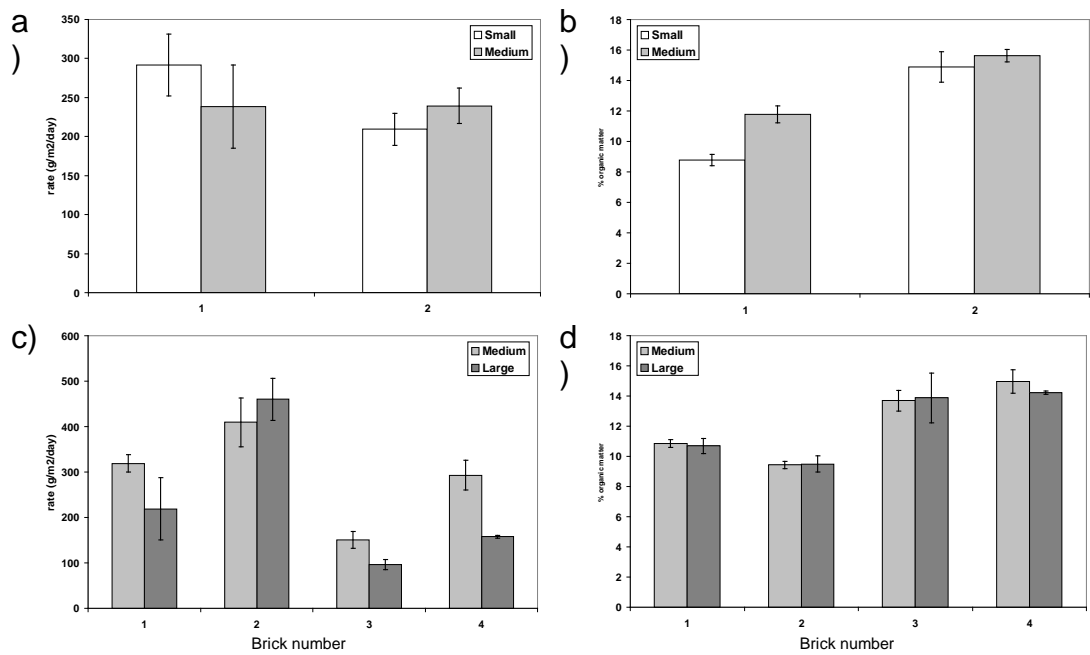 a
)
350
300
250
200
150
100
50
0
rate (g/m2/day)
Small
Medium
1
2
b
)
18
16
14
12
10
8
6
4
2
0
% organic matter
Small
Medium
1
2
c)
600
500
400
300
200
100
0
rate (g/m2/day)
Medium
Large
1
2
3
4
Brick number
d
)
18
16
14
12
10
8
6
4
2
0
% organic matter
Medium
Large
1
2
3
4
Brick number